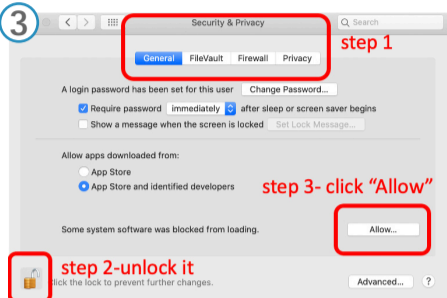 3
Security & Privacy
Search
step 1
General FileVault Firewall Privacy
A login password has been set for this user Change Password...
Require password immediately after sleep or screen saver begins
Show a message when the screen is locked Set Lock Message...
Allow apps downloaded from:
App Store
App Store and identified developers
step 3- click “Allow”
Some system software was blocked from loading. Allow...
step 2-unlock it
Click the lock to prevent further changes. Advanced... ?